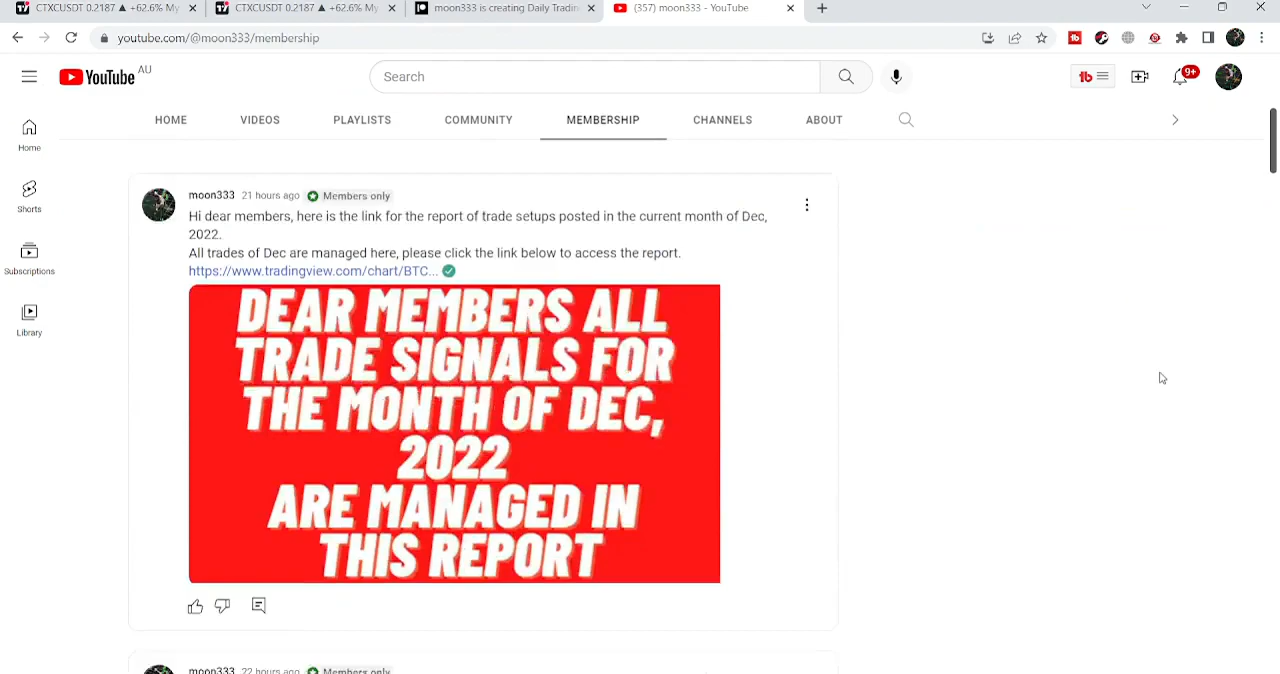 CTXCUSDT 0.2187 ▲ +62.6% My
CTXCUSDT 0.2187 ▲ +62.6% My
moon333 is creating Daily Tradin
(357) moon333 - YouTube
youtube.com/@moon333/membership
YouTube AU
Search
9+
HOME
VIDEOS
PLAYLISTS
COMMUNITY
MEMBERSHIP
CHANNELS
ABOUT
Home
Shorts
Subscriptions
Library
moon333 21 hours ago Members only
Hi dear members, here is the link for the report of trade setups posted in the current month of Dec,
2022.
All trades of Dec are managed here, please click the link below to access the report.
https://www.tradingview.com/chart/BTC...
DEAR MEMBERS ALL
TRADE SIGNALS FOR
THE MONTH OF DEC,
2022
ARE MANAGED IN
THIS REPORT
moon333 22 hours ago Members only